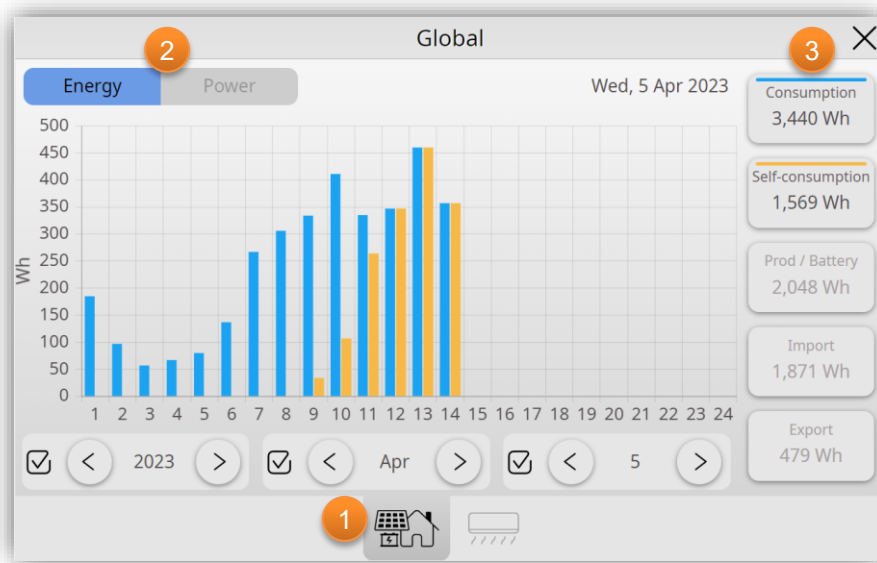 Global
2
3
Energy Power Wed, 5 Apr 2023
Consumption
3,440 Wh
Self-consumption
1,569 Wh
Prod / Battery
2,048 Wh
Import
1,871 Wh
Export
479 Wh
500
450
400
350
300
250
200
150
100
50
0
Wh
1 2 3 4 5 6 7 8 9 10 11 12 13 14 15 16 17 18 19 20 21 22 23 24
< 2023 > < Apr > < 5 >
1